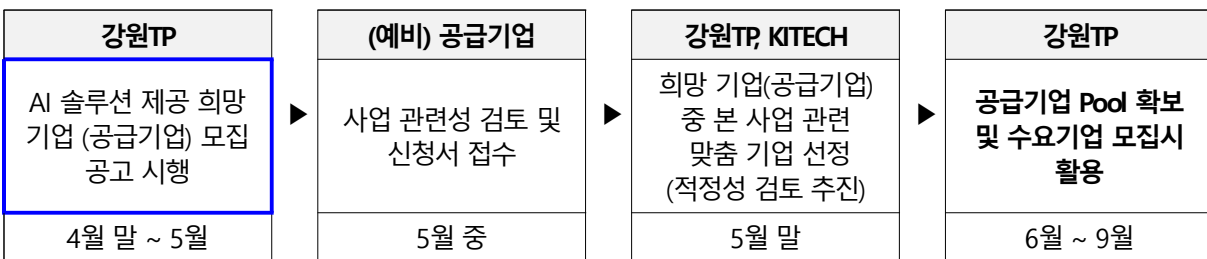 강원TP
AI 솔루션 제공 희망
기업 (공급기업) 모집
공고 시행
4월 말 ~ 5월
▶
(예비) 공급기업
사업 관련성 검토 및
신청서 접수
5월 중
▶
강원TP, KITECH
희망 기업(공급기업)
중 본 사업 관련
맞춤 기업 선정
(적정성 검토 추진)
5월 말
▶
강원TP
공급기업 Pool 확보
및 수요기업 모집시
활용
6월 ~ 9월